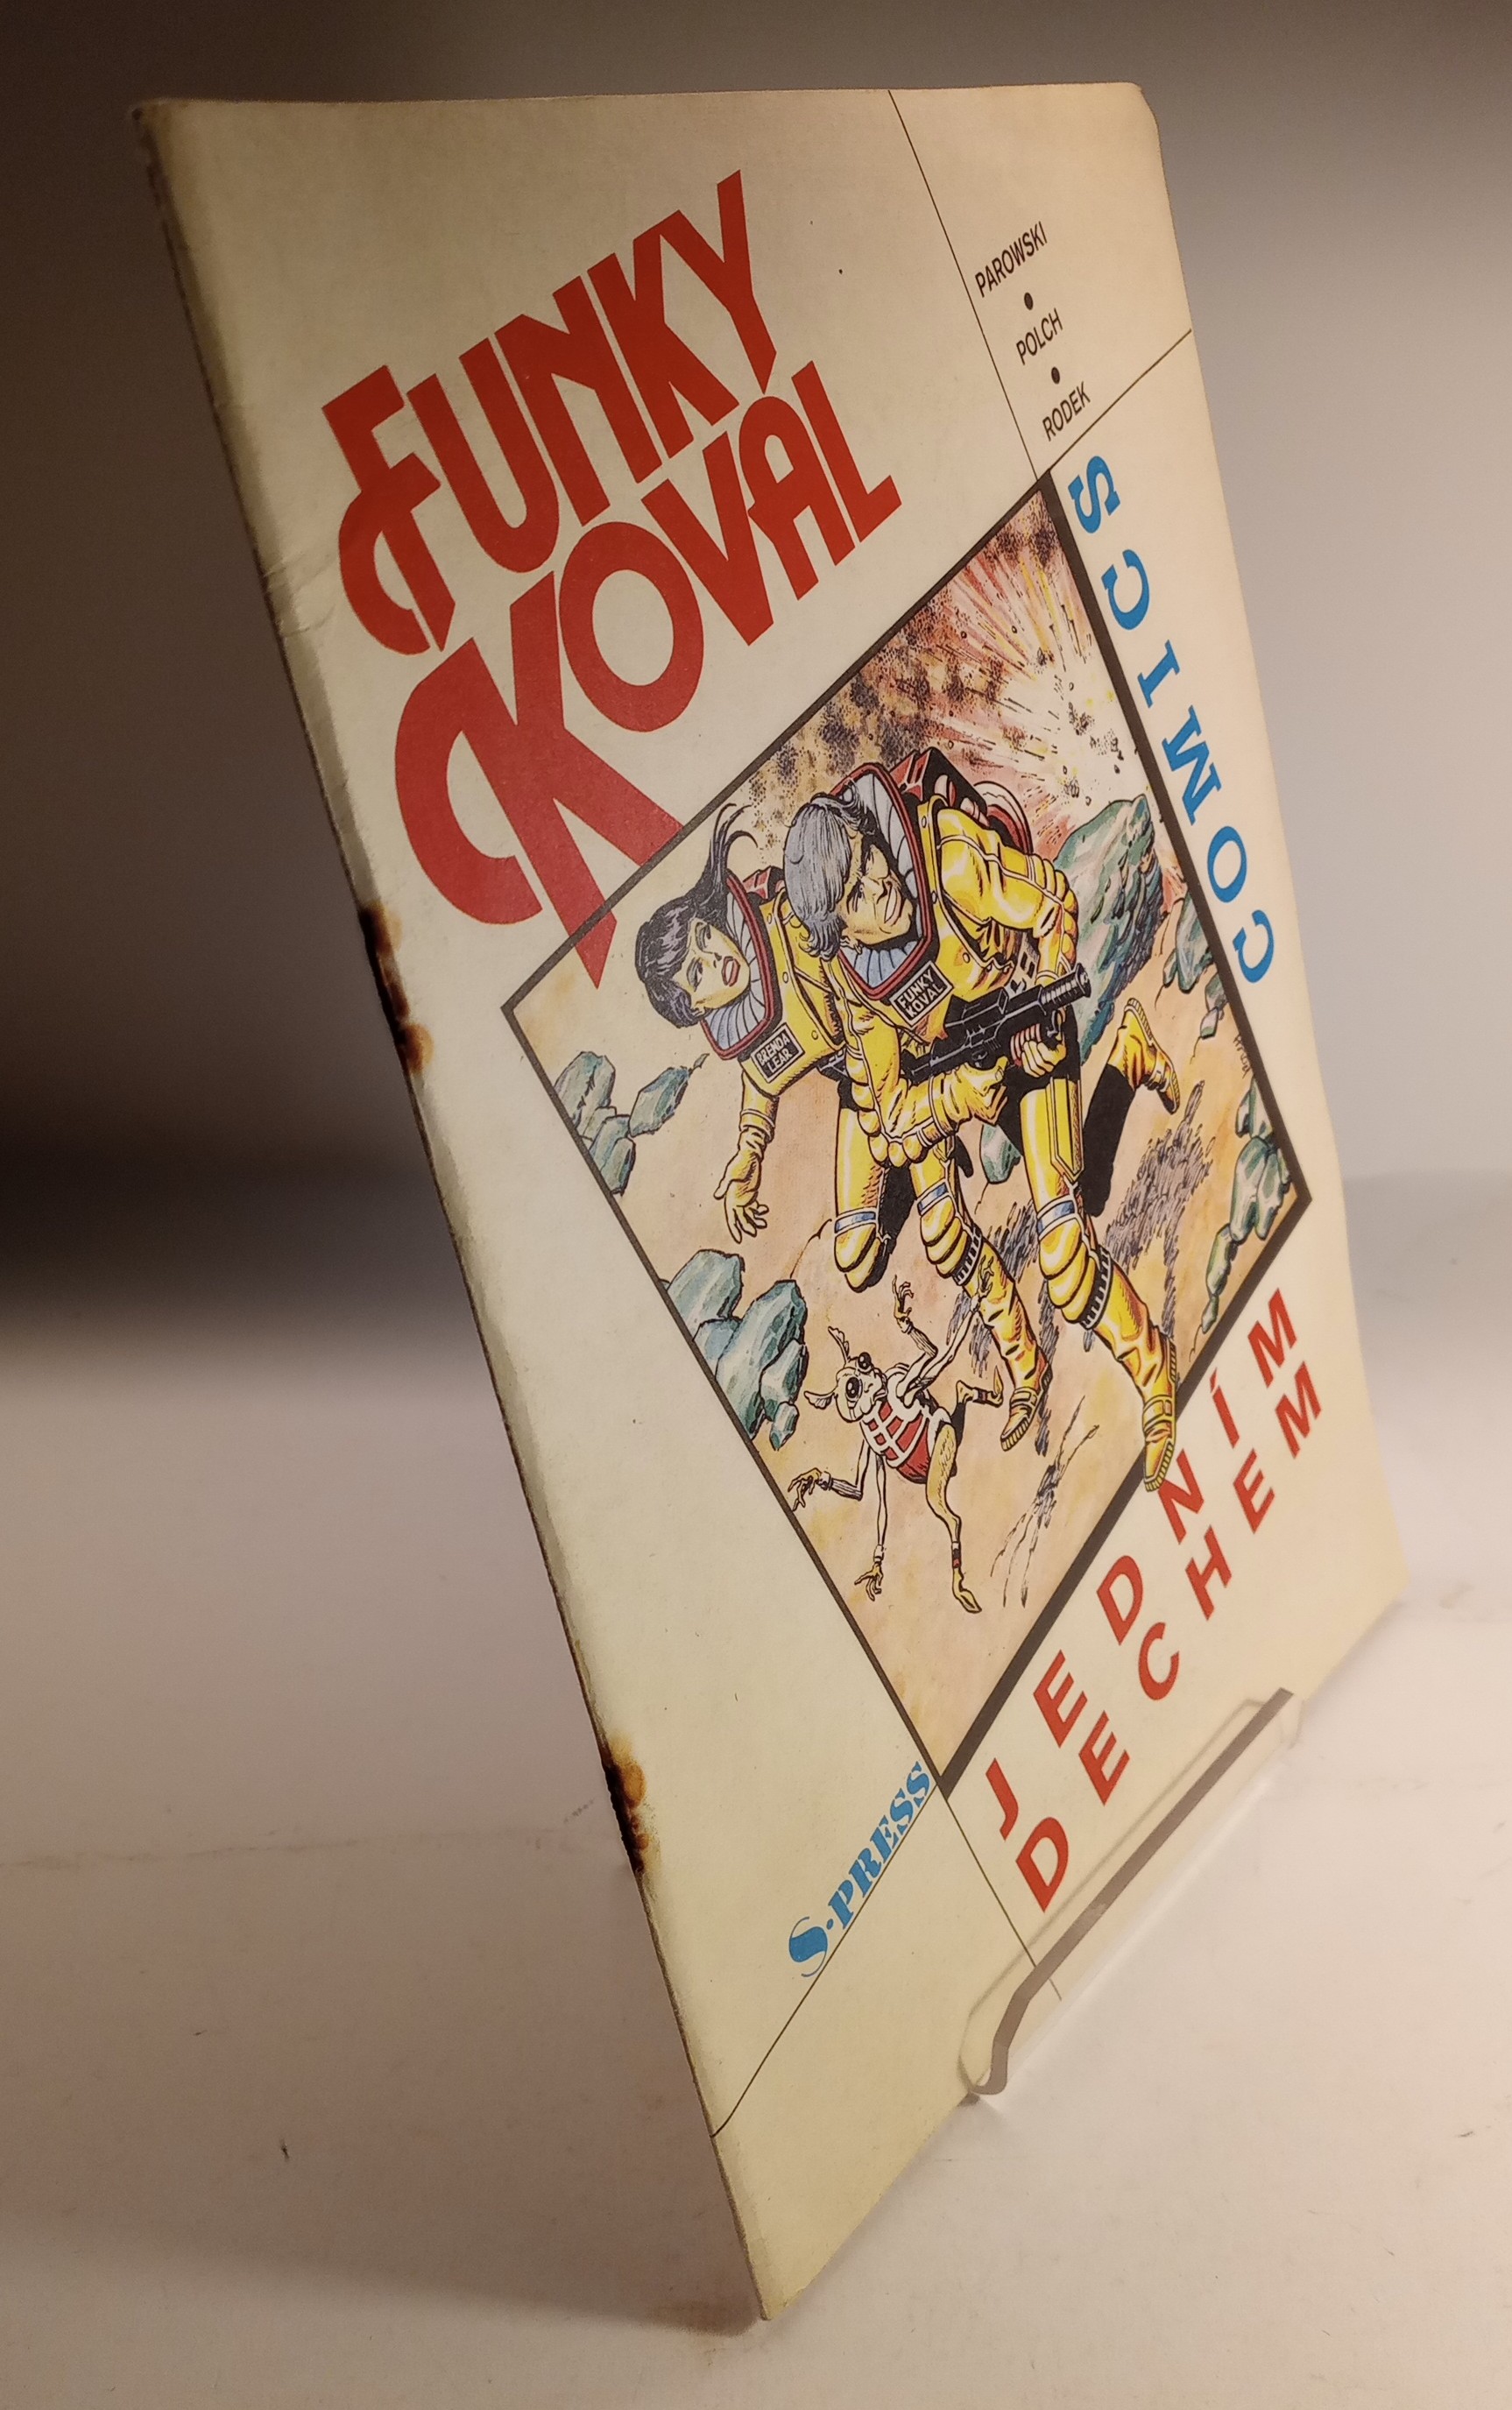 FUNKY
KOVAL
PAROWSKI
•
POLCH
•
RODEK
COMICS
BRENDA
LEAR
FUNKY
KOVAL
JEDNÍM
DECHEM
S·PRESS